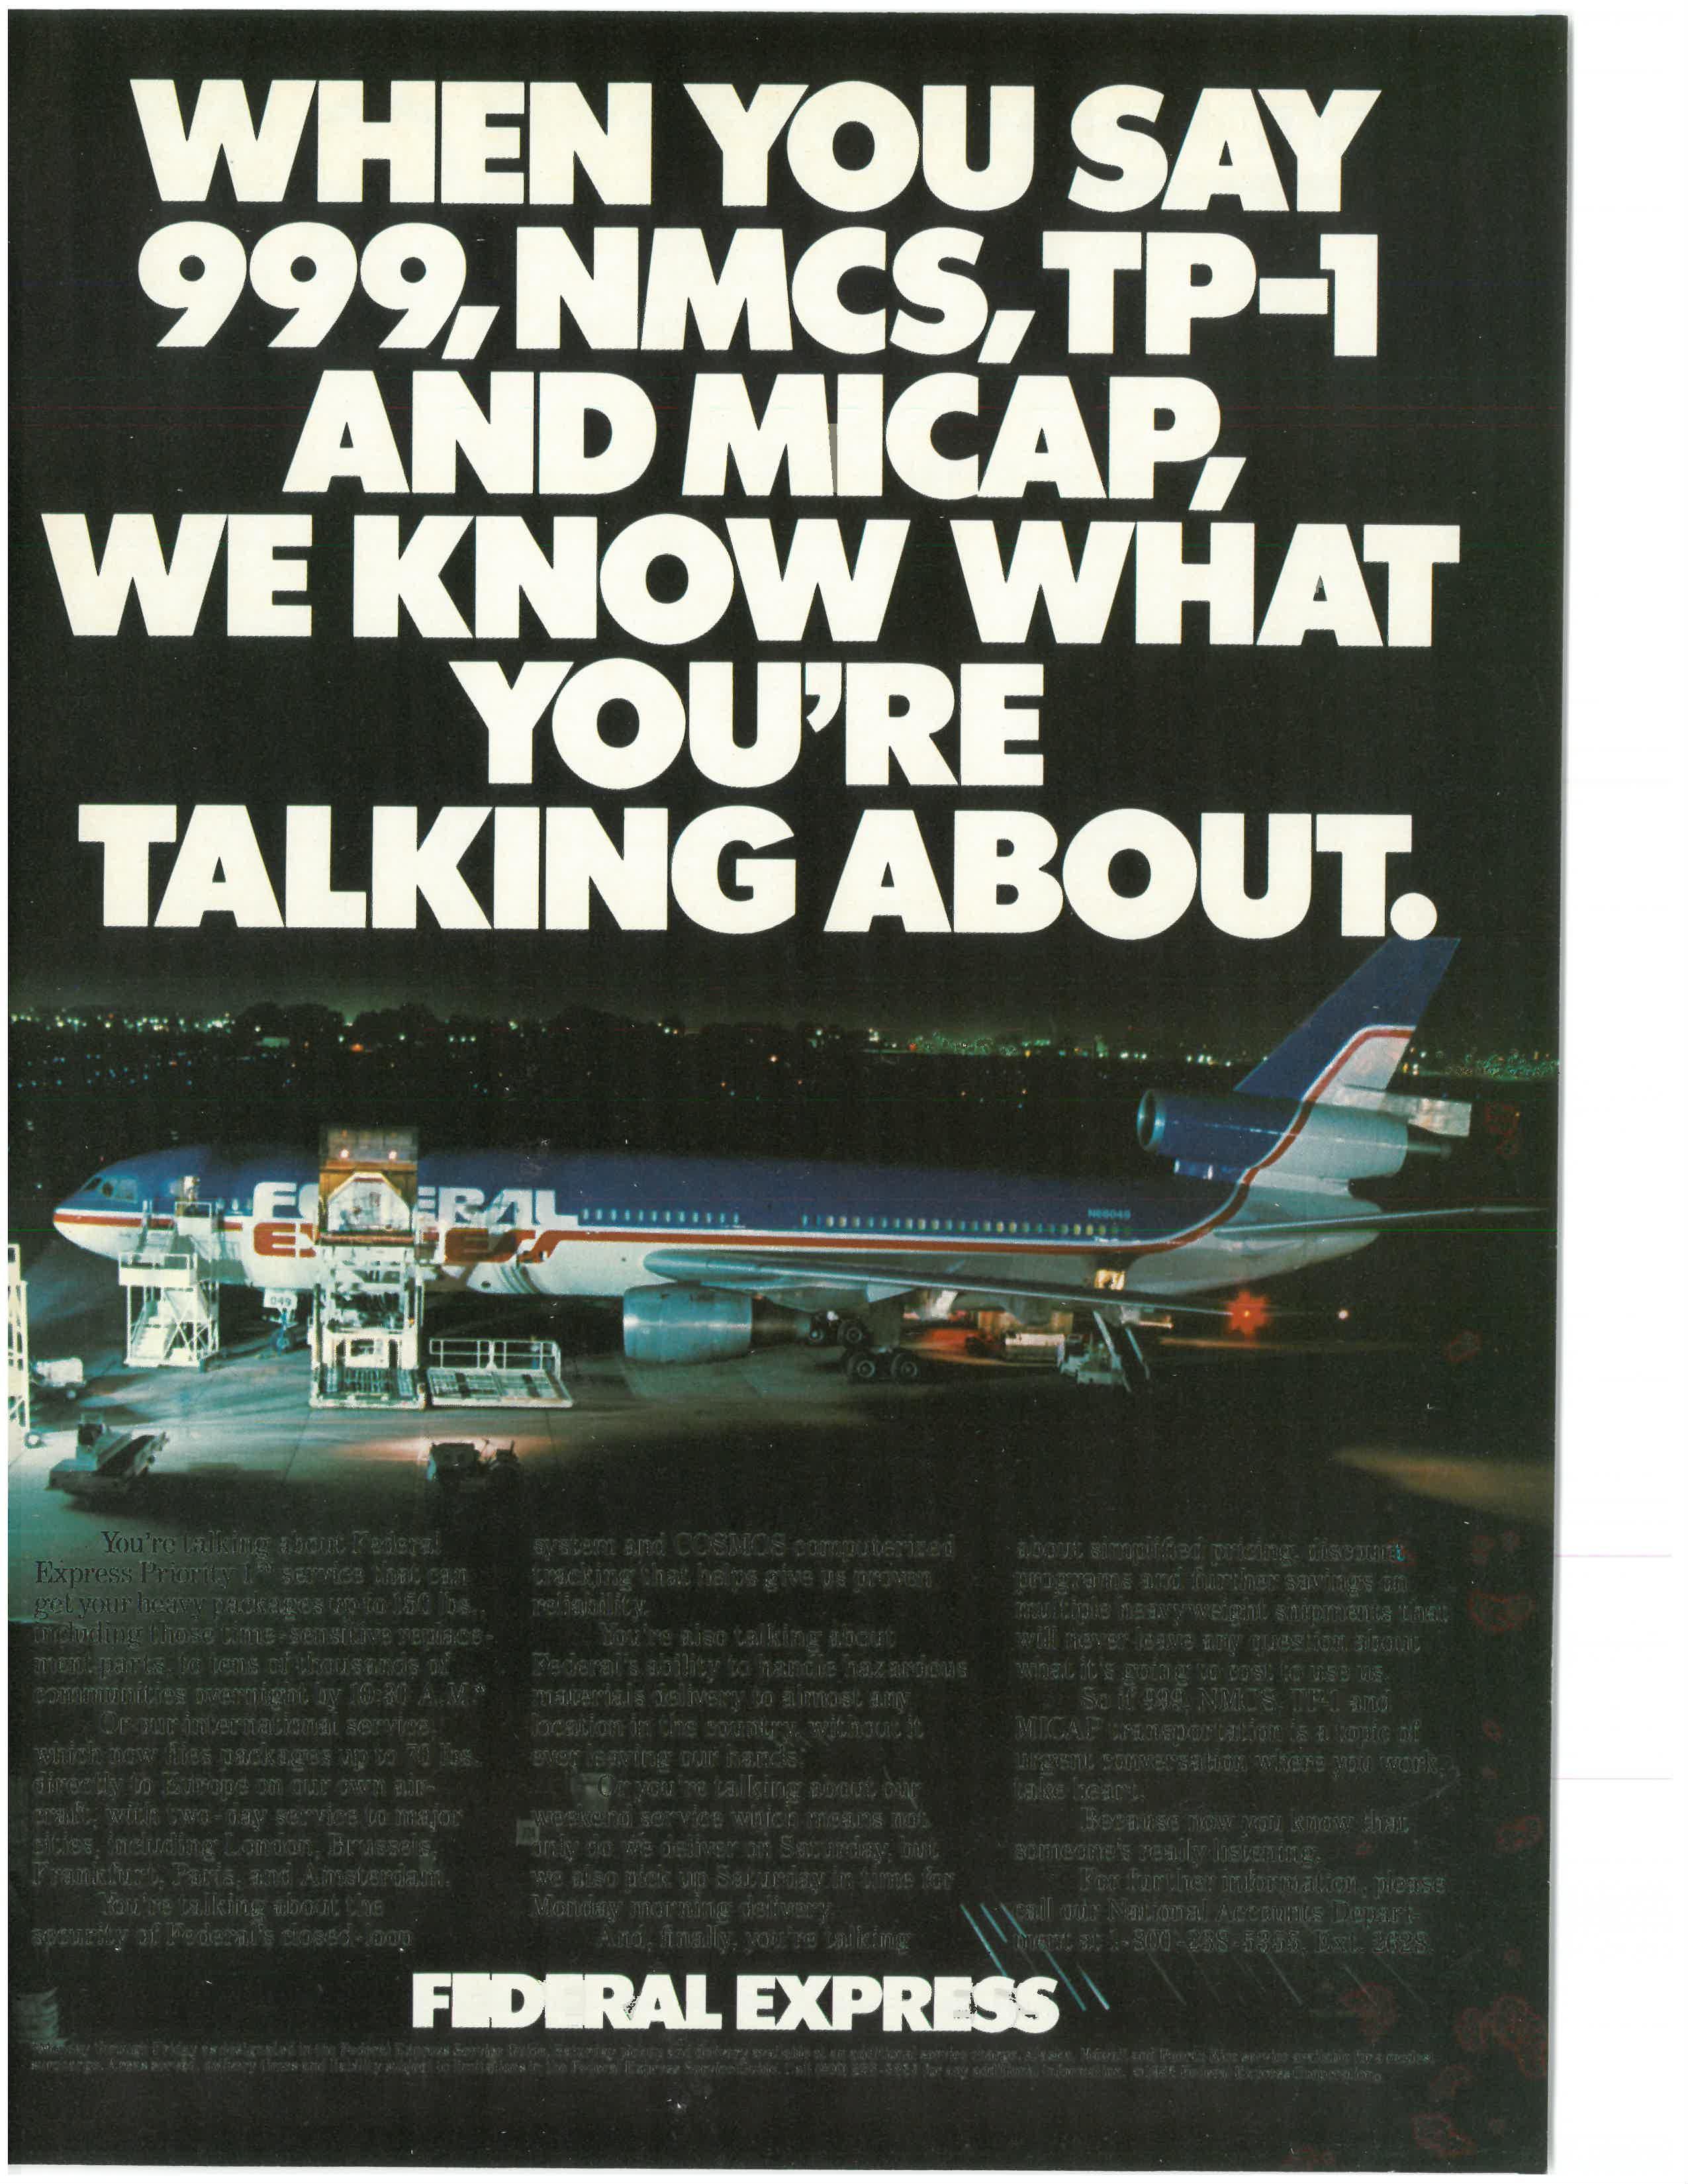 WHEN YOU SAY
999, NMCS, TP-1
AND MICAP,
WE KNOW WHAT
YOU'RE
TALKING ABOUT.
FEDERAL
EXPRESS
N68049
049
You're talking about Federal
Express Priority 1 service that can
get your heavy packages up to 150 lbs.,
including those time-sensitive replace-
ment parts, to tens of thousands of
communities overnight by 10:30 A.M.*
Or our international service,
which now flies packages up to 70 lbs.
directly to Europe on our own air-
craft, with two-day service to major
cities, including London, Brussels,
Frankfurt, Paris, and Amsterdam.
You're talking about the
security of Federal's closed-loop
system and COSMOS computerized
tracking that helps give us proven
reliability.
You're also talking about
Federal's ability to handle hazardous
materials delivery to almost any
location in the country, without it
ever leaving our hands.
Or you're talking about our
weekend service which means not
only do we deliver on Saturday, but
we also pick up Saturday in time for
Monday morning delivery.
And, finally, you're talking
about simplified pricing, discount
programs and further savings on
multiple heavyweight shipments that
will never leave any question about
what it's going to cost to use us.
So if 999, NMCS, TP-1 and
MICAP transportation is a topic of
urgent conversation where you work,
take heart.
Because now you know that
someone's really listening.
For further information, please
call our National Accounts Depart-
ment at 1-800-238-5355, Ext. 2628.
FEDERAL EXPRESS